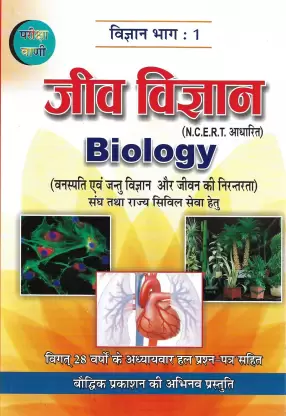 परीक्षा
वाणी
विज्ञान भाग : 1
जीव विज्ञान
(N.C.E.R.T. आधारित)
Biology
(वनस्पति एवं जन्तु विज्ञान और जीवन की निरन्तरता)
संघ तथा राज्य सिविल सेवा हेतु
विगत् 28 वर्षों के अध्यायवार हल प्रश्न-पत्र सहित
बौद्धिक प्रकाशन की अभिनव प्रस्तुति